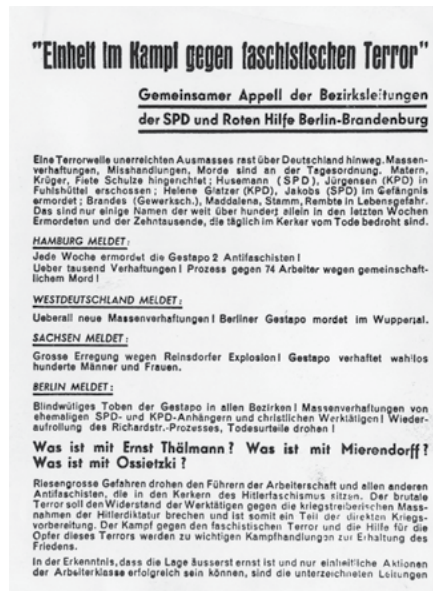 "Einheit im Kampf gegen faschistischen Terror"
Gemeinsamer Appell der Bezirksleitungen
der SPD und Roten Hilfe Berlin-Brandenburg
Eine Terrorwelle unerreichten Ausmasses rast über Deutschland hinweg. Massen-
verhaftungen, Misshandlungen, Morde sind an der Tagesordnung. Matern,
Krüger, Fiete Schulze hingerichtet; Husemann (SPD), Jürgensen (KPD) in
Fuhlsbüttel erschossen; Helene Glatzer (KPD), Jakobs (SPD) im Gefängnis
ermordet; Brandes (Gewerksch.), Maddalena, Stamm, Rembte in Lebensgefahr.
Das sind nur einige Namen der weit über hundert allein in den letzten Wochen
Ermordeten und der Zehntausende, die täglich im Kerker vom Tode bedroht sind.
HAMBURG MELDET:
Jede Woche ermordet die Gestapo 2 Antifaschisten!
Ueber tausend Verhaftungen! Prozess gegen 74 Arbeiter wegen gemeinschaft-
lichem Mord!
WESTDEUTSCHLAND MELDET:
Ueberall neue Massenverhaftungen! Berliner Gestapo mordet im Wuppertal.
SACHSEN MELDET:
Grosse Erregung wegen Reinsdorfer Explosion! Gestapo verhaftet wahllos
hunderte Männer und Frauen.
BERLIN MELDET:
Blindwütiges Toben der Gestapo in allen Bezirken! Massenverhaftungen von
ehemaligen SPD- und KPD-Anhängern und christlichen Werktätigen! Wieder-
aufrollung des Richardstr.-Prozesses, Todesurteile drohen!
Was ist mit Ernst Thälmann? Was ist mit Mierendorff?
Was ist mit Ossietzki?
Riesengrosse Gefahren drohen den Führern der Arbeiterschaft und allen anderen
Antifaschisten, die in den Kerkern des Hitlerfaschismus sitzen. Der brutale
Terror soll den Widerstand der Werktätigen gegen die kriegstreiberischen Mass-
nahmen der Hitlerdiktatur brechen und ist somit ein Teil der direkten Kriegs-
vorbereitung. Der Kampf gegen den faschistischen Terror und die Hilfe für die
Opfer dieses Terrors werden zu wichtigen Kampfhandlungen zur Erhaltung des
Friedens.
In der Erkenntnis, dass die Lage äusserst ernst ist und nur einheitliche Aktionen
der Arbeiterklasse erfolgreich sein können, sind die unterzeichneten Leitungen